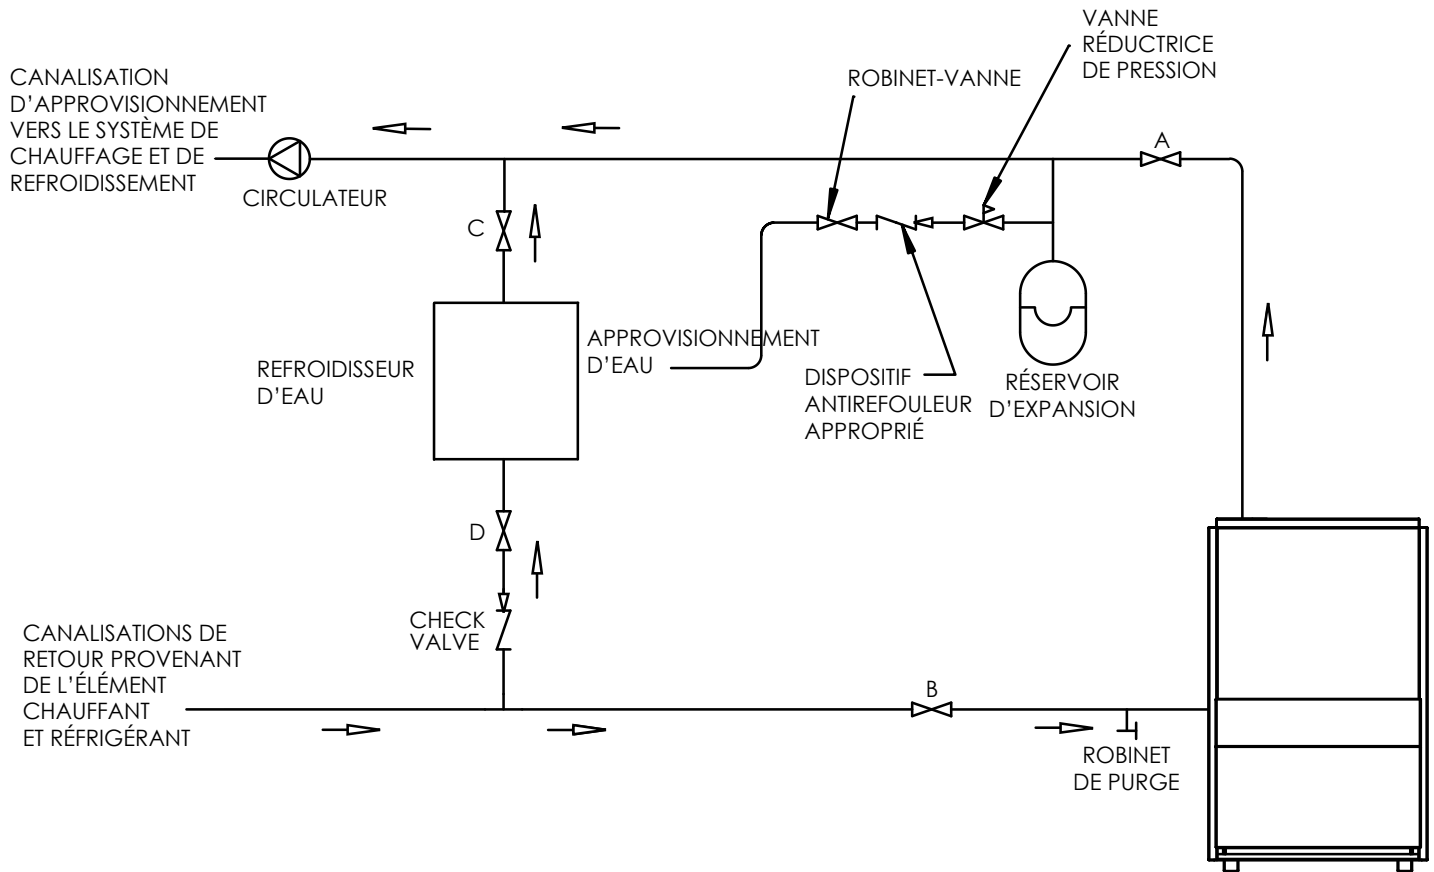 VANNE
RÉDUCTRICE
DE PRESSION
ROBINET-VANNE
CANALISATION
D'APPROVISIONNEMENT
VERS LE SYSTÈME DE
CHAUFFAGE ET DE
REFROIDISSEMENT
CIRCULATEUR
A
C
APPROVISIONNEMENT
D'EAU
REFROIDISSEUR
D'EAU
DISPOSITIF
ANTIREFOULEUR
APPROPRIÉ
RÉSERVOIR
D'EXPANSION
D
CHECK
VALVE
CANALISATIONS DE
RETOUR PROVENANT
DE L'ÉLÉMENT
CHAUFFANT
ET RÉFRIGÉRANT
B
ROBINET
DE PURGE